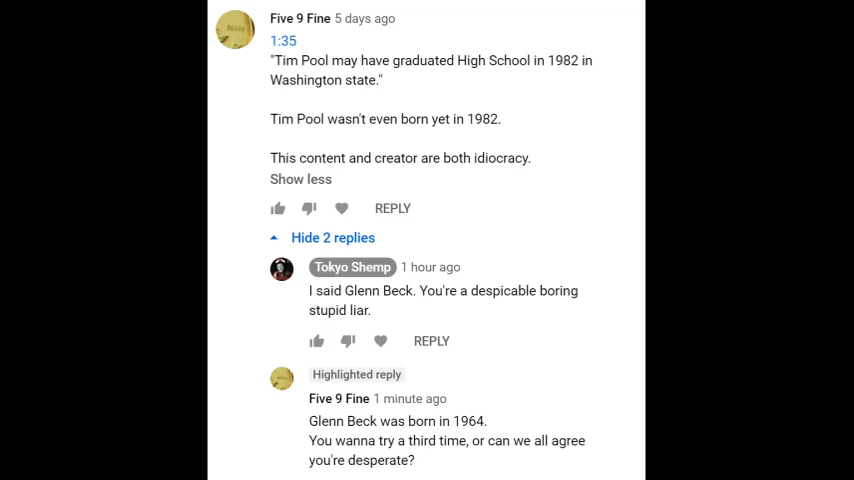 Five 9 Fine 5 days ago
1:35
"Tim Pool may have graduated High School in 1982 in
Washington state."
Tim Pool wasn't even born yet in 1982.
This content and creator are both idiocracy.
Show less
REPLY
Hide 2 replies
Tokyo Shemp 1 hour ago
I said Glenn Beck. You're a despicable boring
stupid liar.
REPLY
Highlighted reply
Five 9 Fine 1 minute ago
Glenn Beck was born in 1964.
You wanna try a third time, or can we all agree
you're desperate?